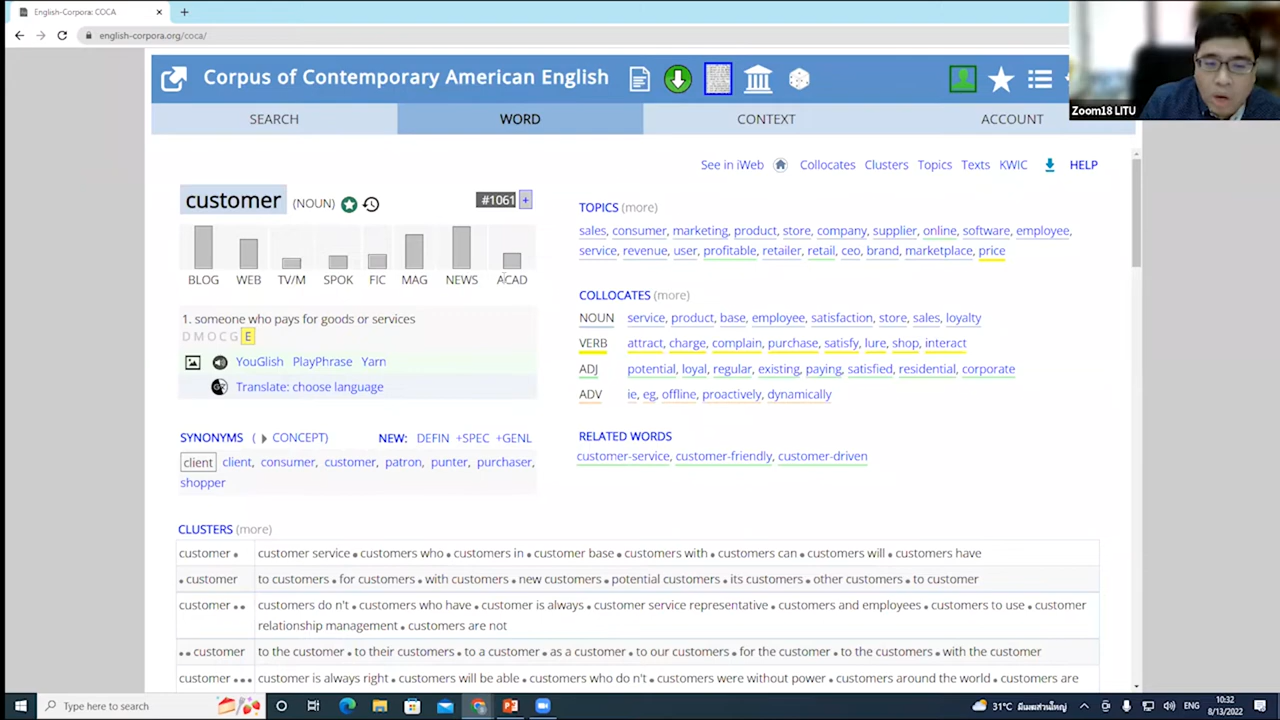 English-Corpora: COCA
english-corpora.org/coca/
Zoom18 LITU
Corpus of Contemporary American English
SEARCH WORD CONTEXT ACCOUNT
See in iWeb Collocates Clusters Topics Texts KWIC HELP
customer (NOUN) #1061 +
BLOG WEB TV/M SPOK FIC MAG NEWS ACAD
1. someone who pays for goods or services
D M O C G E
YouGlish PlayPhrase Yarn
Translate: choose language
SYNONYMS ( CONCEPT) NEW: DEFIN +SPEC +GENL
client client, consumer, customer, patron, punter, purchaser,
shopper
TOPICS (more)
sales, consumer, marketing, product, store, company, supplier, online, software, employee,
service, revenue, user, profitable, retailer, retail, ceo, brand, marketplace, price
COLLOCATES (more)
NOUN service, product, base, employee, satisfaction, store, sales, loyalty
VERB attract, charge, complain, purchase, satisfy, lure, shop, interact
ADJ potential, loyal, regular, existing, paying, satisfied, residential, corporate
ADV ie, eg, offline, proactively, dynamically
RELATED WORDS
customer-service, customer-friendly, customer-driven
CLUSTERS (more)
customer • customer service • customers who • customers in • customer base • customers with • customers can • customers will • customers have
• customer to customers • for customers • with customers • new customers • potential customers • its customers • other customers • to customer
customer •• customers do n't • customers who have • customer is always • customer service representative • customers and employees • customers to use • customer
relationship management • customers are not
•• customer to the customer • to their customers • to a customer • as a customer • to our customers • for the customer • to the customers • with the customer
customer ••• customer is always right • customers will be able • customers who do n't • customers were without power • customers around the world • customers are
Type here to search
31°C มีเมฆเป็นส่วนใหญ่ ENG 10:32
8/13/2022